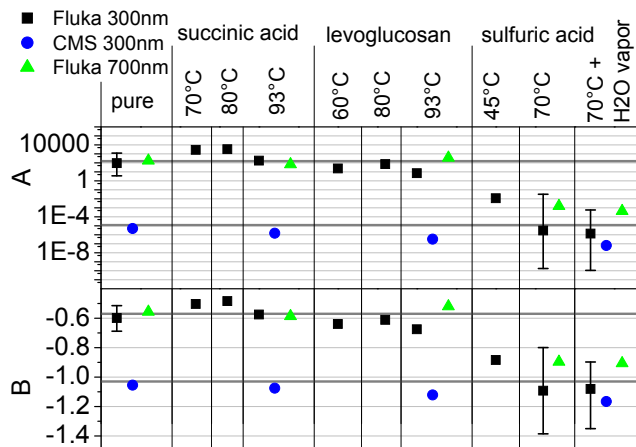 Fluka 300nm
CMS 300nm
Fluka 700nm
succinic acid
levoglucosan
sulfuric acid
pure
70°C
80°C
93°C
60°C
80°C
93°C
45°C
70°C
70°C +
H2O vapor
A
10000
1
1E-4
1E-8
B
-0.6
-0.8
-1.0
-1.2
-1.4